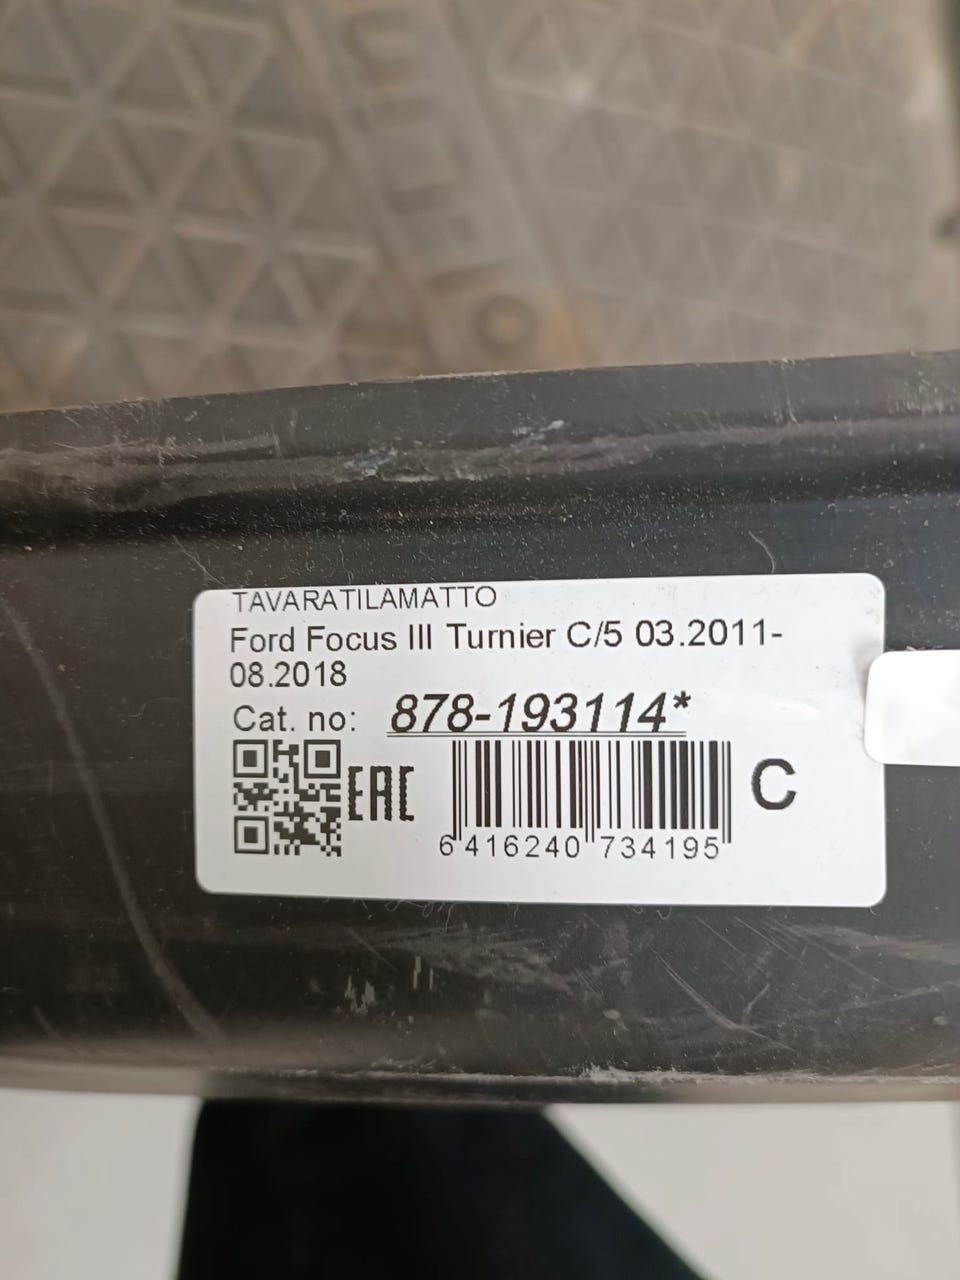 TAVARATILAMATTO
Ford Focus III Turnier C/5 03.2011-
08.2018
Cat. no: 878-193114*
EAC
C
6 416240 734195